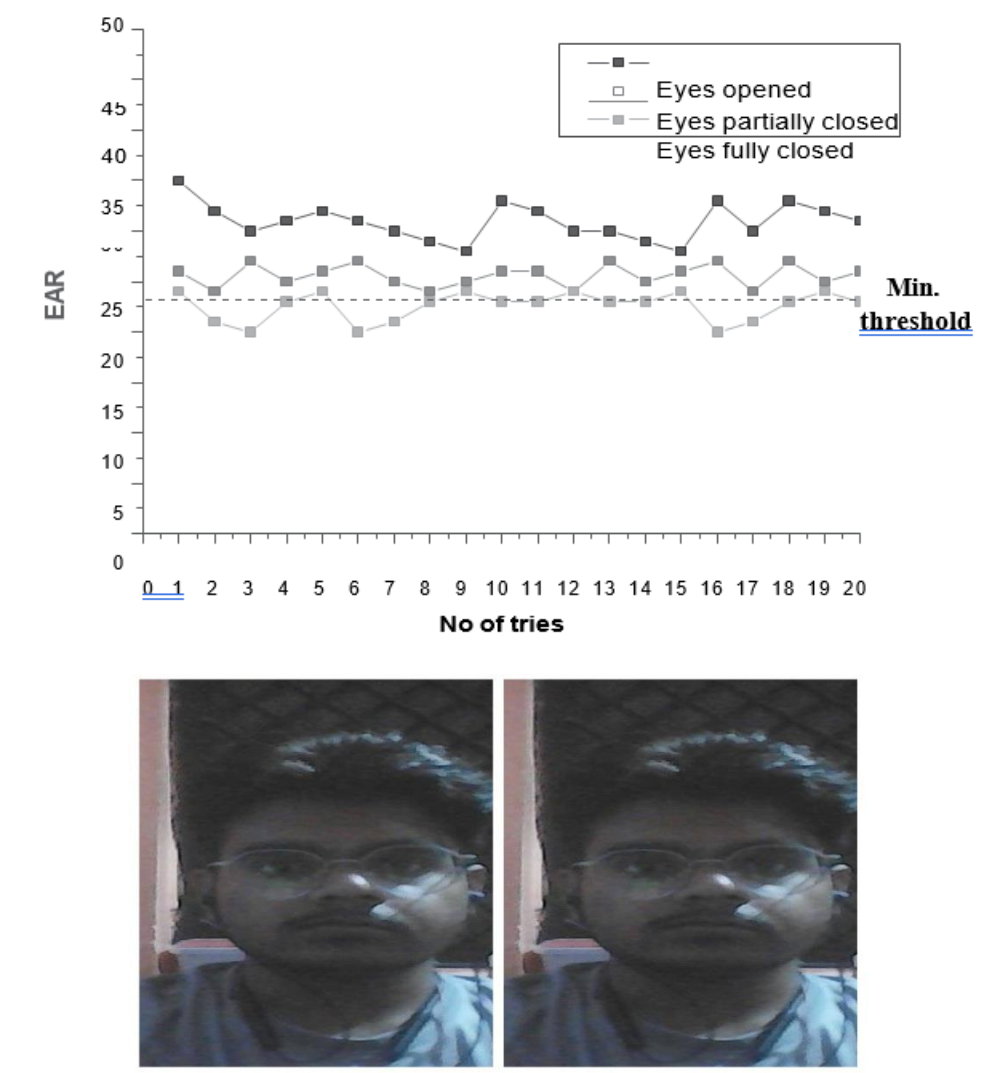 50
45
40
35
25
20
15
10
5
0
EAR
Eyes opened
Eyes partially closed
Eyes fully closed
Min.
threshold
0 1 2 3 4 5 6 7 8 9 10 11 12 13 14 15 16 17 18 19 20
No of tries